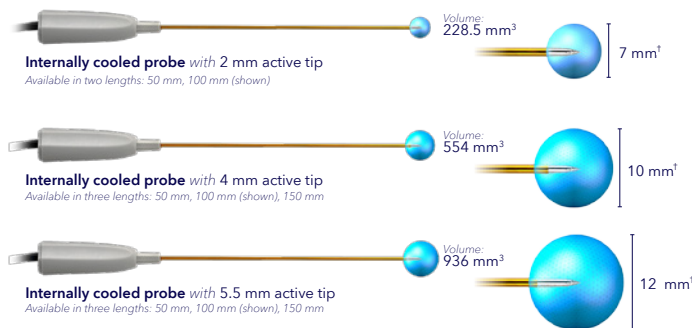 Volume:
228.5 mm³
7 mm†
Internally cooled probe with 2 mm active tip
Available in two lengths: 50 mm, 100 mm (shown)
Volume:
554 mm³
10 mm†
Internally cooled probe with 4 mm active tip
Available in three lengths: 50 mm, 100 mm (shown), 150 mm
Volume:
936 mm³
12 mm†
Internally cooled probe with 5.5 mm active tip
Available in three lengths: 50 mm, 100 mm (shown), 150 mm